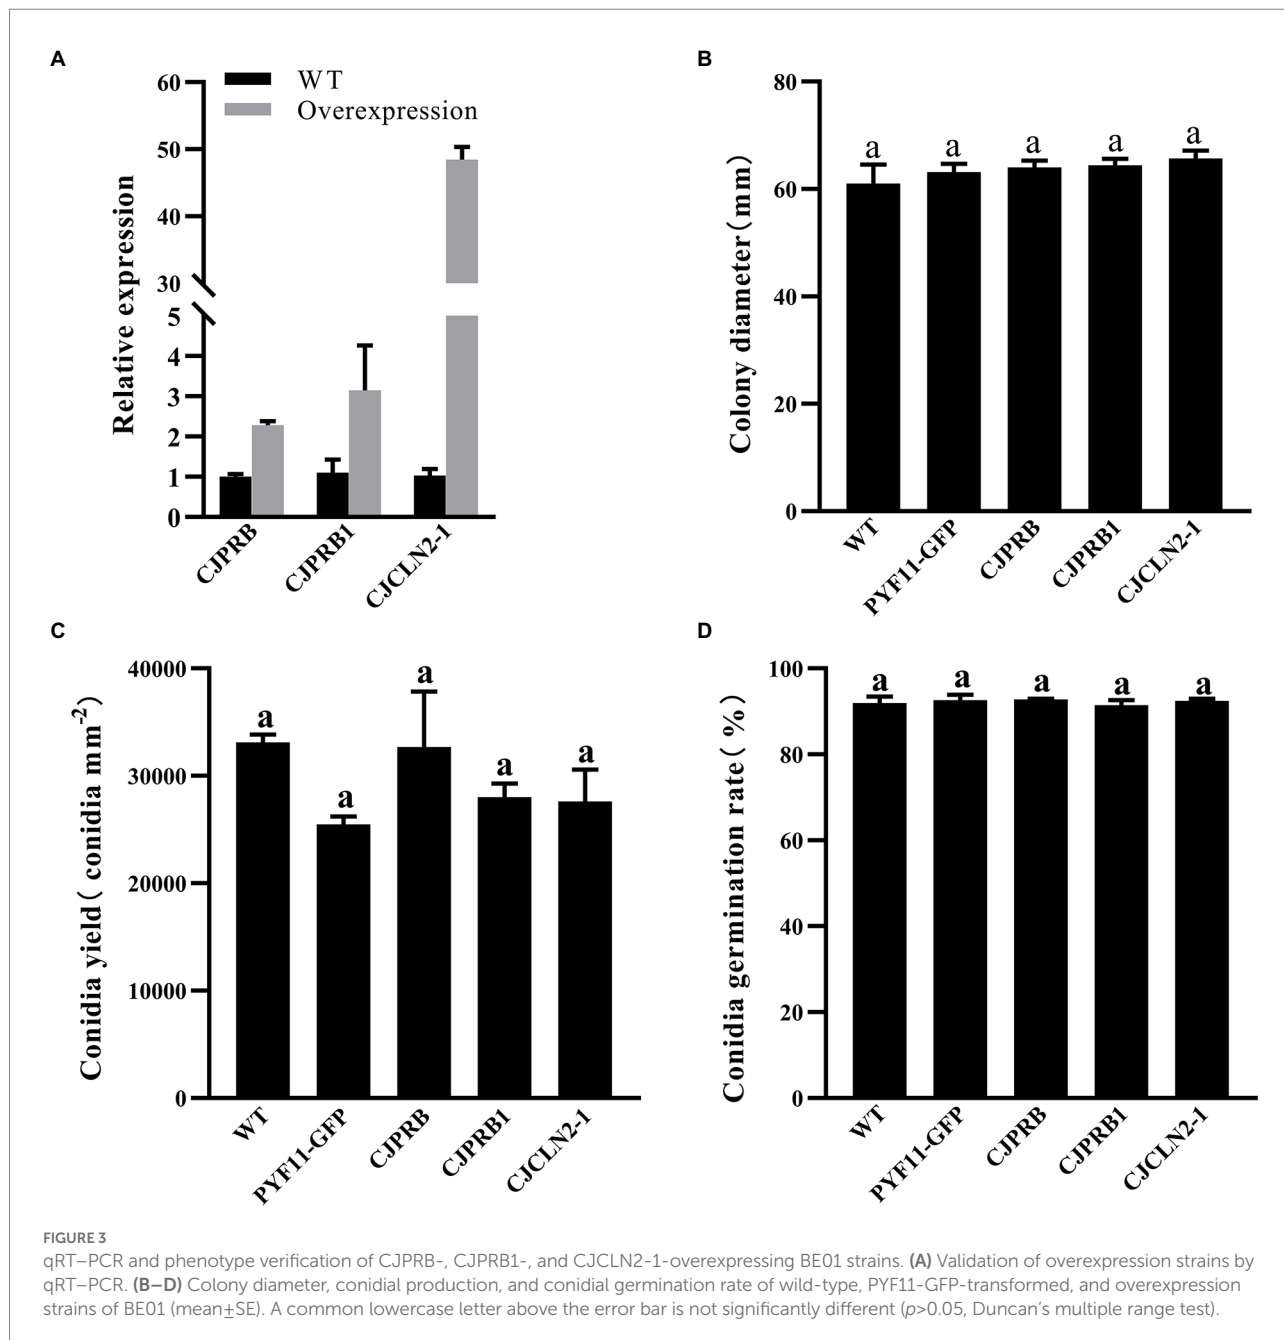 A
60
50
40
30
5
4
3
2
1
0
Relative expression
WT
Overexpression
CJPRB
CJPRB1
CJCLN2-1
B
80
60
40
20
0
Colony diameter(mm)
a
a
a
a
a
WT
PYF11-GFP
CJPRB
CJPRB1
CJCLN2-1
C
40000
30000
20000
10000
0
Conidia yield( conidia mm-2)
a
a
a
a
a
WT
PYF11-GFP
CJPRB
CJPRB1
CJCLN2-1
D
100
80
60
40
20
0
Conidia germination rate( %)
a
a
a
a
a
WT
PYF11-GFP
CJPRB
CJPRB1
CJCLN2-1
FIGURE 3
qRT–PCR and phenotype verification of CJPRB-, CJPRB1-, and CJCLN2-1-overexpressing BE01 strains. (A) Validation of overexpression strains by
qRT–PCR. (B–D) Colony diameter, conidial production, and conidial germination rate of wild-type, PYF11-GFP-transformed, and overexpression
strains of BE01 (mean±SE). A common lowercase letter above the error bar is not significantly different (p>0.05, Duncan's multiple range test).